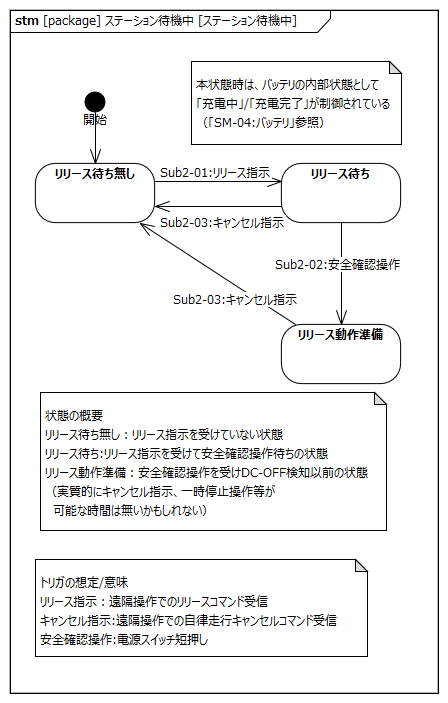 stm [package] ステーション待機中 [ステーション待機中]
本状態時は、バッテリの内部状態として
「充電中」/「充電完了」が制御されている
（「SM-04:バッテリ」参照）
開始
リリース待ち無し
Sub2-01:リリース指示
リリース待ち
Sub2-03:キャンセル指示
Sub2-02:安全確認操作
Sub2-03:キャンセル指示
リリース動作準備
状態の概要
リリース待ち無し：リリース指示を受けていない状態
リリース待ち:リリース指示を受けて安全確認操作待ちの状態
リリース動作準備：安全確認操作を受けDC-OFF検知以前の状態
（実質的にキャンセル指示、一時停止操作等が
可能な時間は無いかもしれない）
トリガの想定/意味
リリース指示：遠隔操作でのリリースコマンド受信
キャンセル指示:遠隔操作での自律走行キャンセルコマンド受信
安全確認操作:電源スイッチ短押し